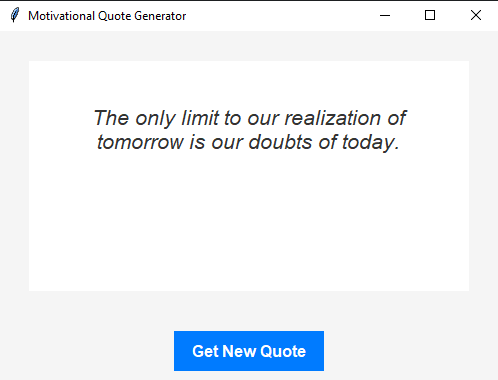 Motivational Quote Generator
The only limit to our realization of
tomorrow is our doubts of today.
Get New Quote